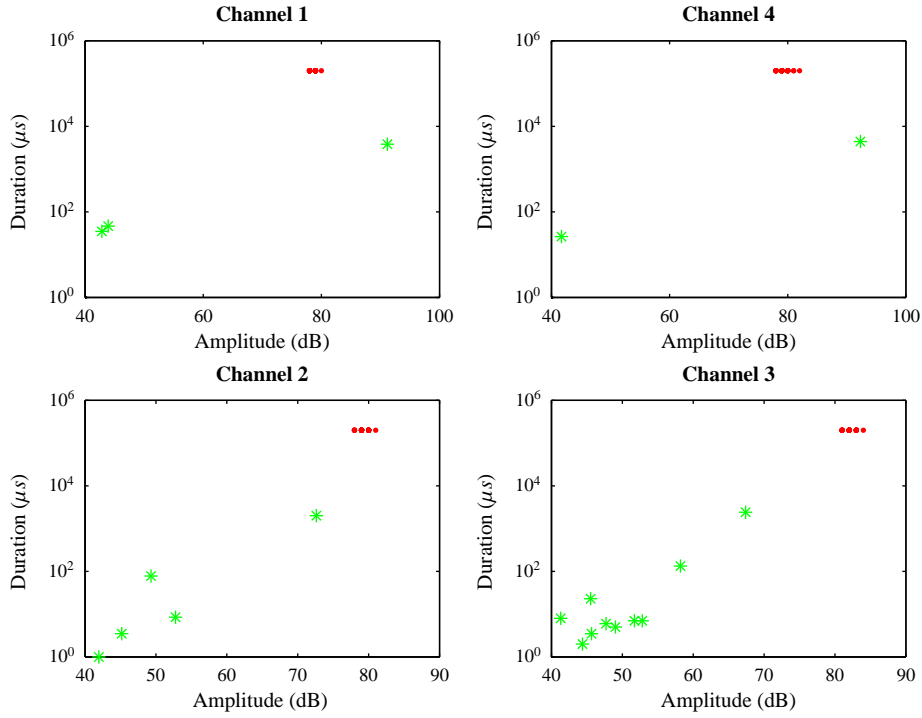 Channel 1
Duration (μs)
10^6
10^4
10^2
10^0
40 60 80 100
Amplitude (dB)
Channel 4
Duration (μs)
10^6
10^4
10^2
10^0
40 60 80 100
Amplitude (dB)
Channel 2
Duration (μs)
10^6
10^4
10^2
10^0
40 50 60 70 80 90
Amplitude (dB)
Channel 3
Duration (μs)
10^6
10^4
10^2
10^0
40 50 60 70 80 90
Amplitude (dB)